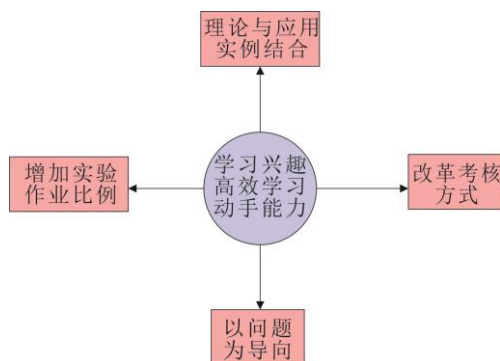 理论与应用
实例结合
增加实验
作业比例
学习兴趣
高效学习
动手能力
改革考核
方式
以问题
为导向